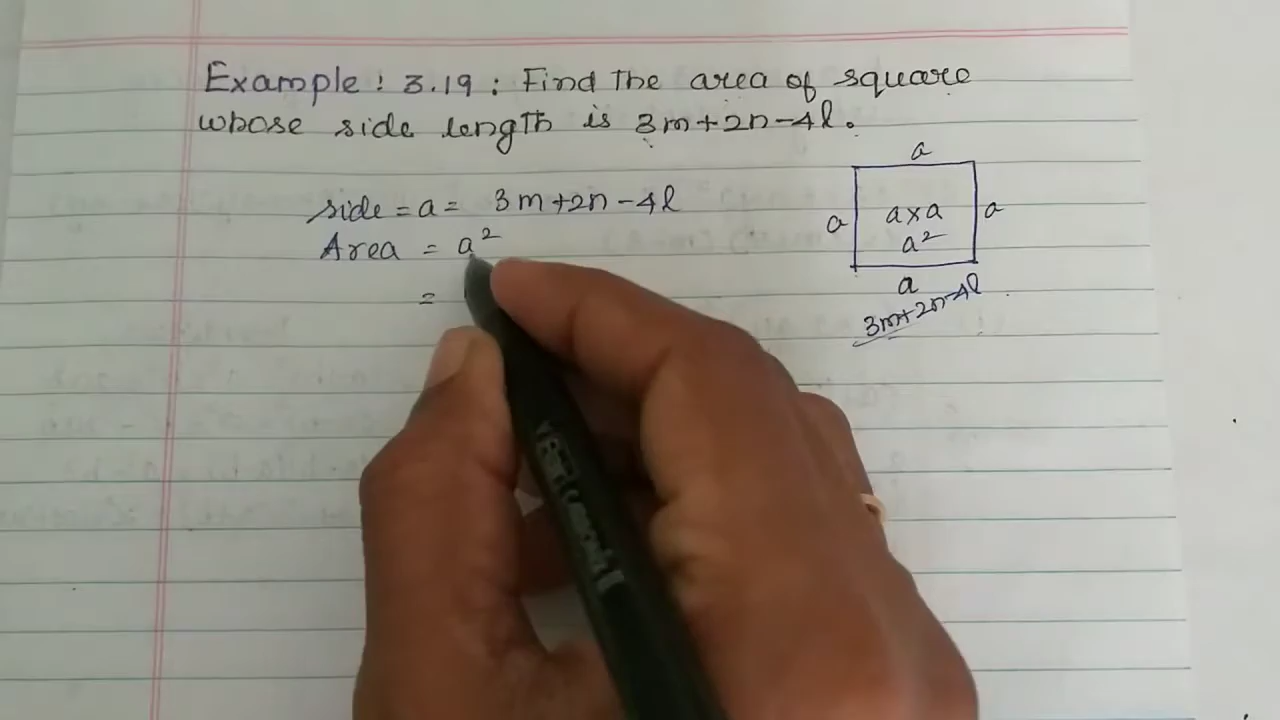 Example: 3.19: Find The area of square
whose side length is 3m+2n-4l.
side = a = 3m+2n-4l
Area = a²
=
a
a
a×a
a
a²
a
3m+2n-4l